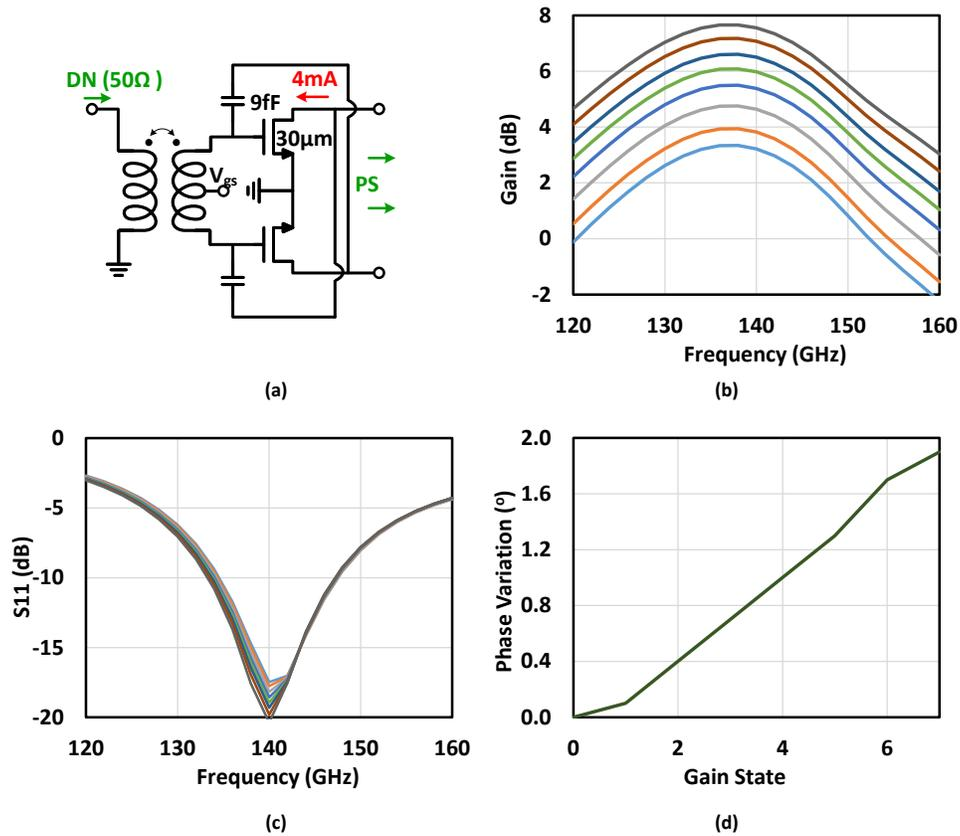 DN (50Ω )
4mA
9fF
30µm
Vgs
PS
(a)
8
6
4
2
0
-2
Gain (dB)
120 130 140 150 160
Frequency (GHz)
(b)
0
-5
-10
-15
-20
S11 (dB)
120 130 140 150 160
Frequency (GHz)
(c)
2.0
1.6
1.2
0.8
0.4
0.0
Phase Variation (º)
0 2 4 6
Gain State
(d)